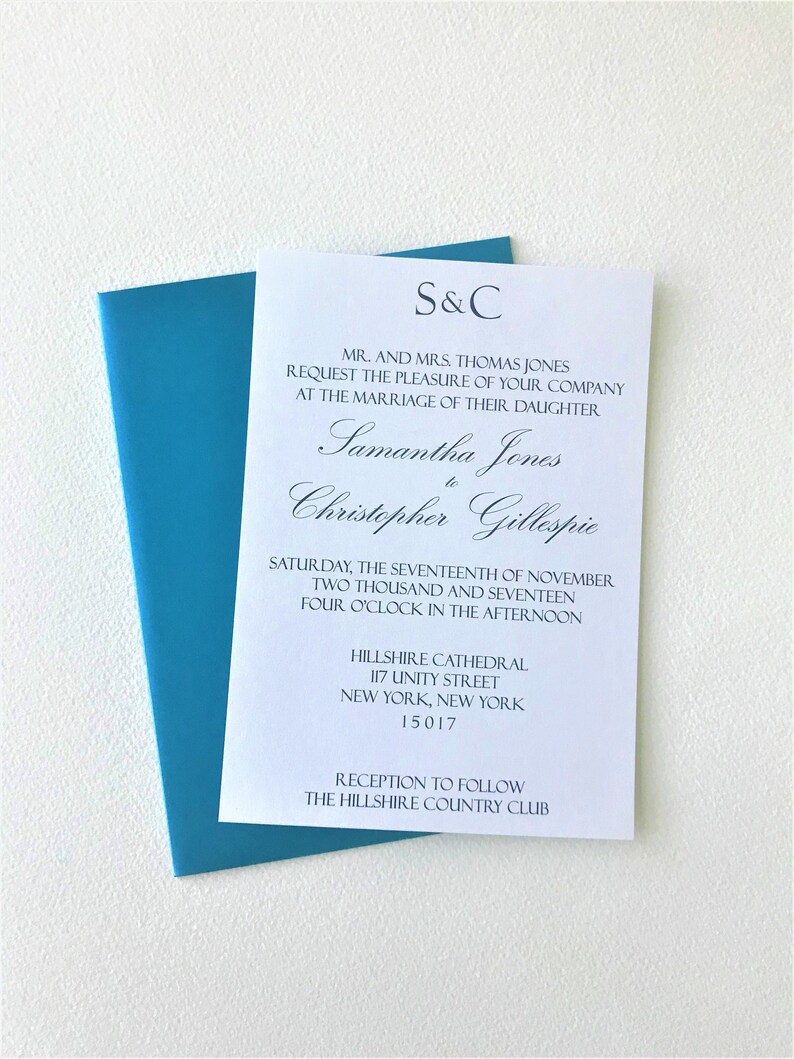 S&C
MR. AND MRS. THOMAS JONES
REQUEST THE PLEASURE OF YOUR COMPANY
AT THE MARRIAGE OF THEIR DAUGHTER
Samantha Jones
to
Christopher Gillespie
SATURDAY, THE SEVENTEENTH OF NOVEMBER
TWO THOUSAND AND SEVENTEEN
FOUR O'CLOCK IN THE AFTERNOON
HILLSHIRE CATHEDRAL
117 UNITY STREET
NEW YORK, NEW YORK
15017
RECEPTION TO FOLLOW
THE HILLSHIRE COUNTRY CLUB